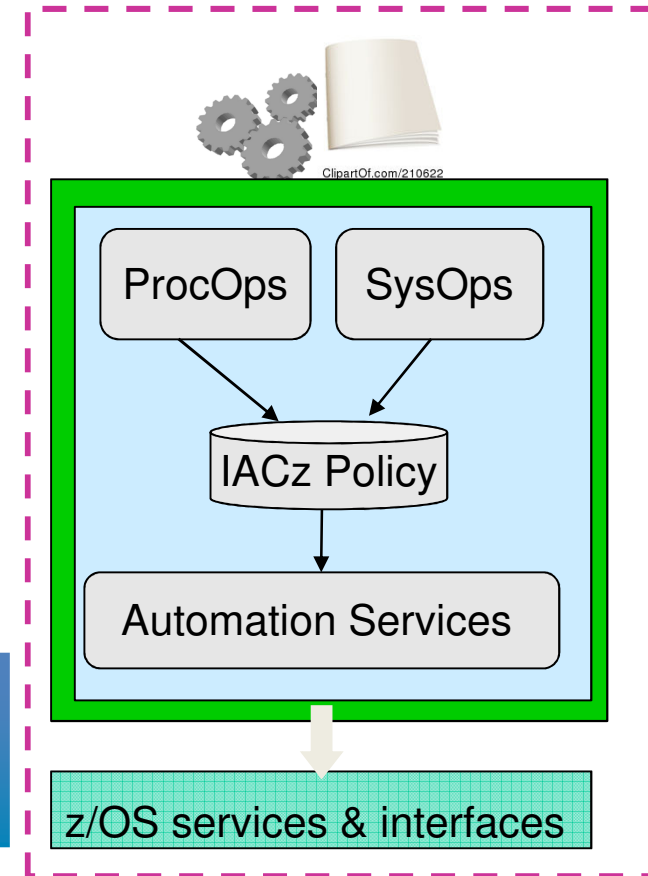 ClipartOf.com/210622
ProcOps
SysOps
IACz Policy
Automation Services
z/OS services & interfaces